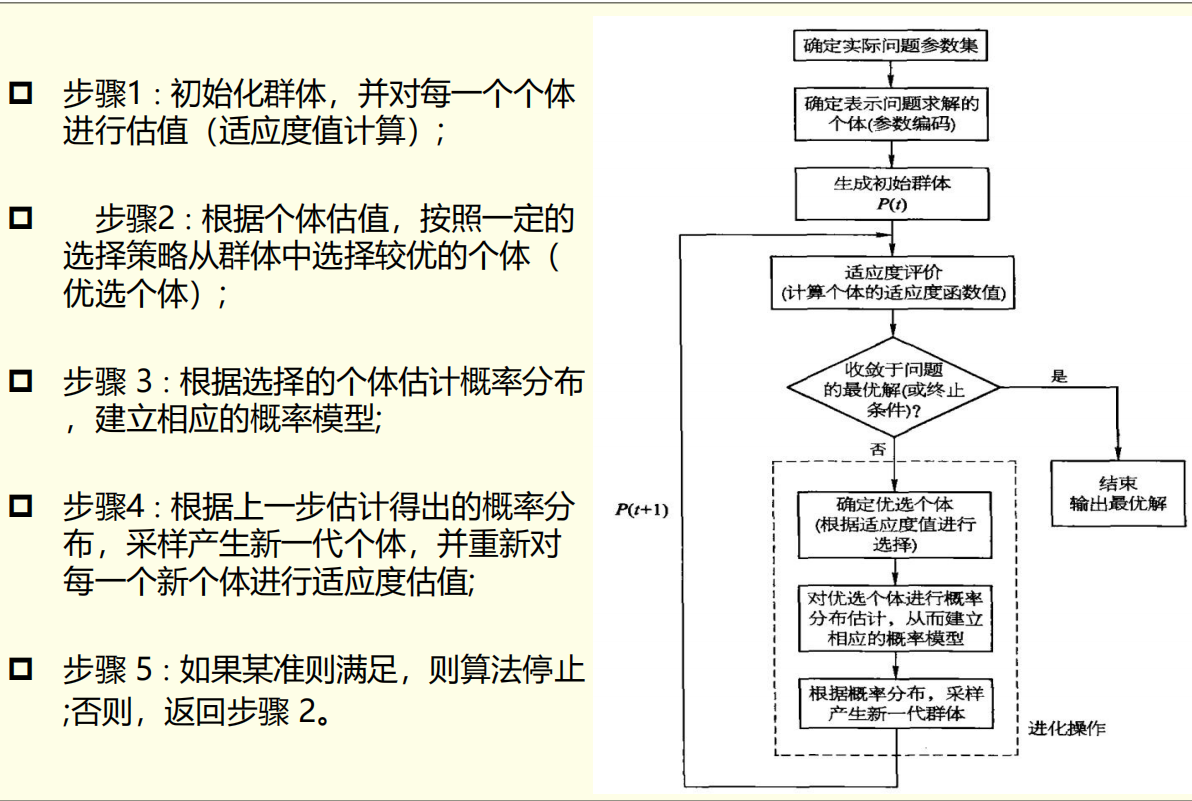 步骤1：初始化群体，并对每一个个体
进行估值（适应度值计算）;
步骤2：根据个体估值，按照一定的
选择策略从群体中选择较优的个体（
优选个体）;
步骤 3：根据选择的个体估计概率分布
，建立相应的概率模型;
步骤4：根据上一步估计得出的概率分
布，采样产生新一代个体，并重新对
每一个新个体进行适应度估值;
步骤 5：如果某准则满足，则算法停止
;否则，返回步骤 2。
确定实际问题参数集
确定表示问题求解的
个体(参数编码)
生成初始群体
P(t)
适应度评价
(计算个体的适应度函数值)
收敛于问题
的最优解(或终止
条件)?
是
否
结束
输出最优解
P(t+1)
确定优选个体
(根据适应度值进行
选择)
对优选个体进行概率
分布估计，从而建立
相应的概率模型
根据概率分布，采样
产生新一代群体
进化操作